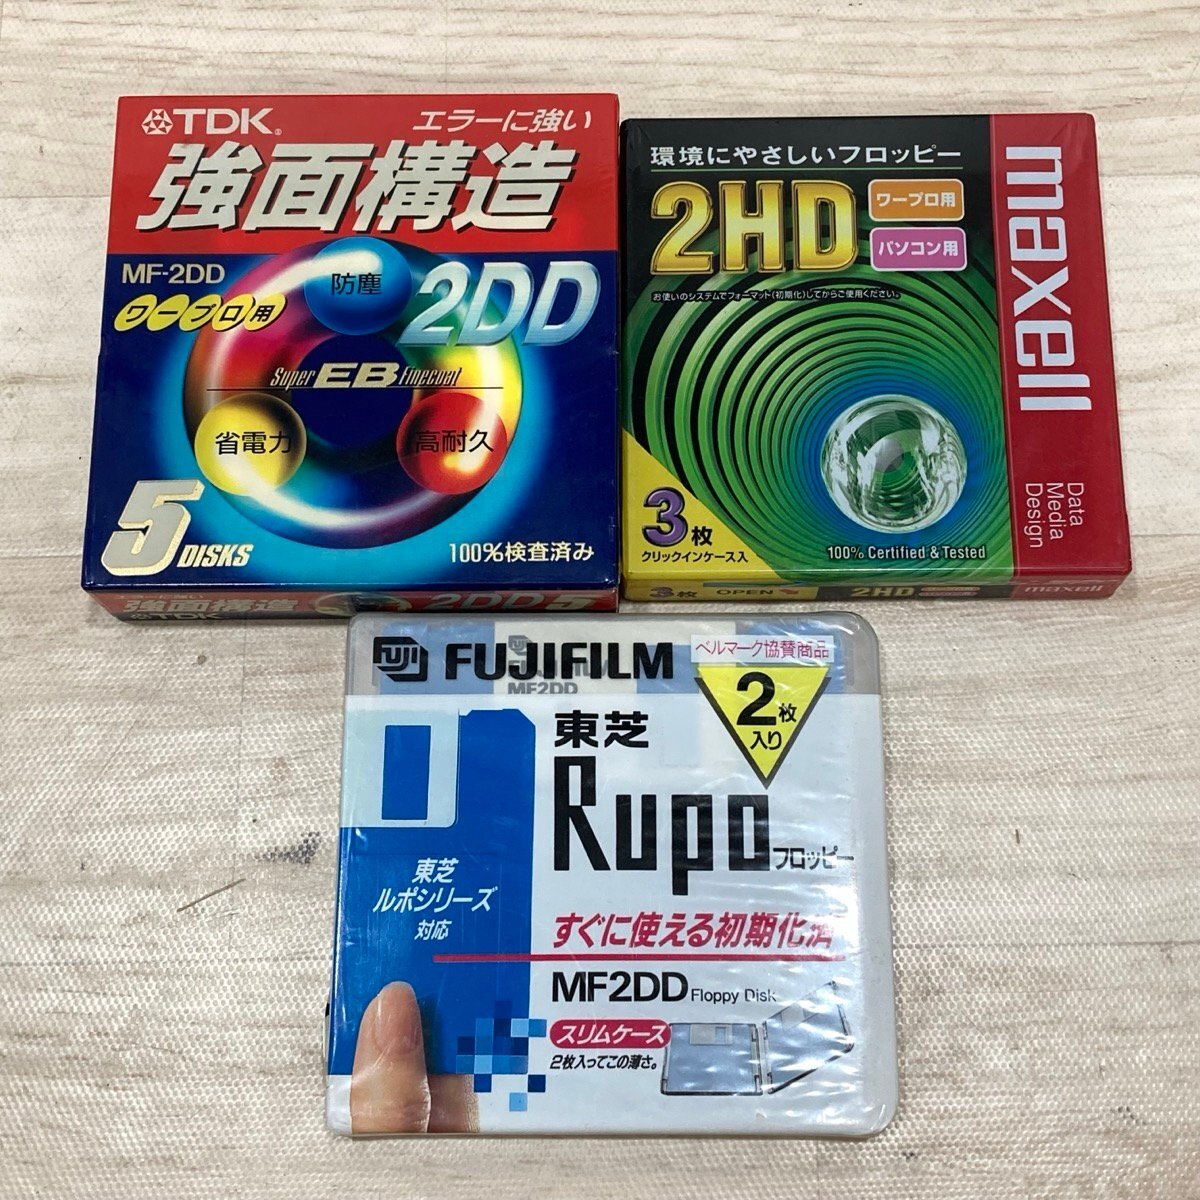 TDK
エラーに強い
強面構造
MF-2DD
ワープロ用
防塵
2DD
Super EB Finecoat
省電力
高耐久
5 DISKS
100%検査済み
強面構造
TDK
2DD 5
環境にやさしいフロッピー
2HD
ワープロ用
パソコン用
お使いのシステムでフォーマット(初期化)してからご使用ください。
maxell
Data
Media
Design
3枚
クリックインケース入
100% Certified & Tested
3枚
OPEN
2HD
maxell
FUJI FUJIFILM
ベルマーク協賛商品
MF2DD
2枚
入り
東芝
Rupo フロッピー
東芝
ルポシリーズ
対応
すぐに使える初期化済
MF2DD Floppy Disk
スリムケース
2枚入ってこの薄さ。